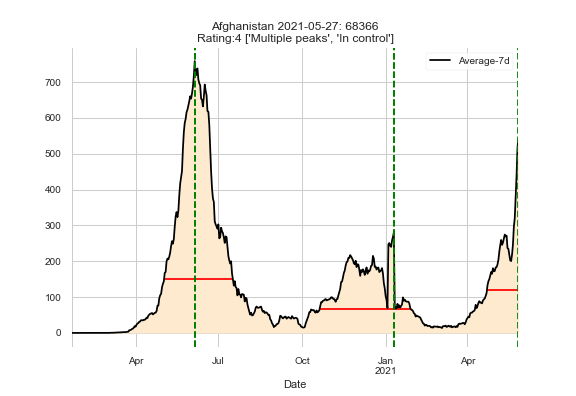 Afghanistan 2021-05-27: 68366
Rating:4 ['Multiple peaks', 'In control']
Average-7d
700
600
500
400
300
200
100
0
Apr
Jul
Oct
Jan
2021
Apr
Date